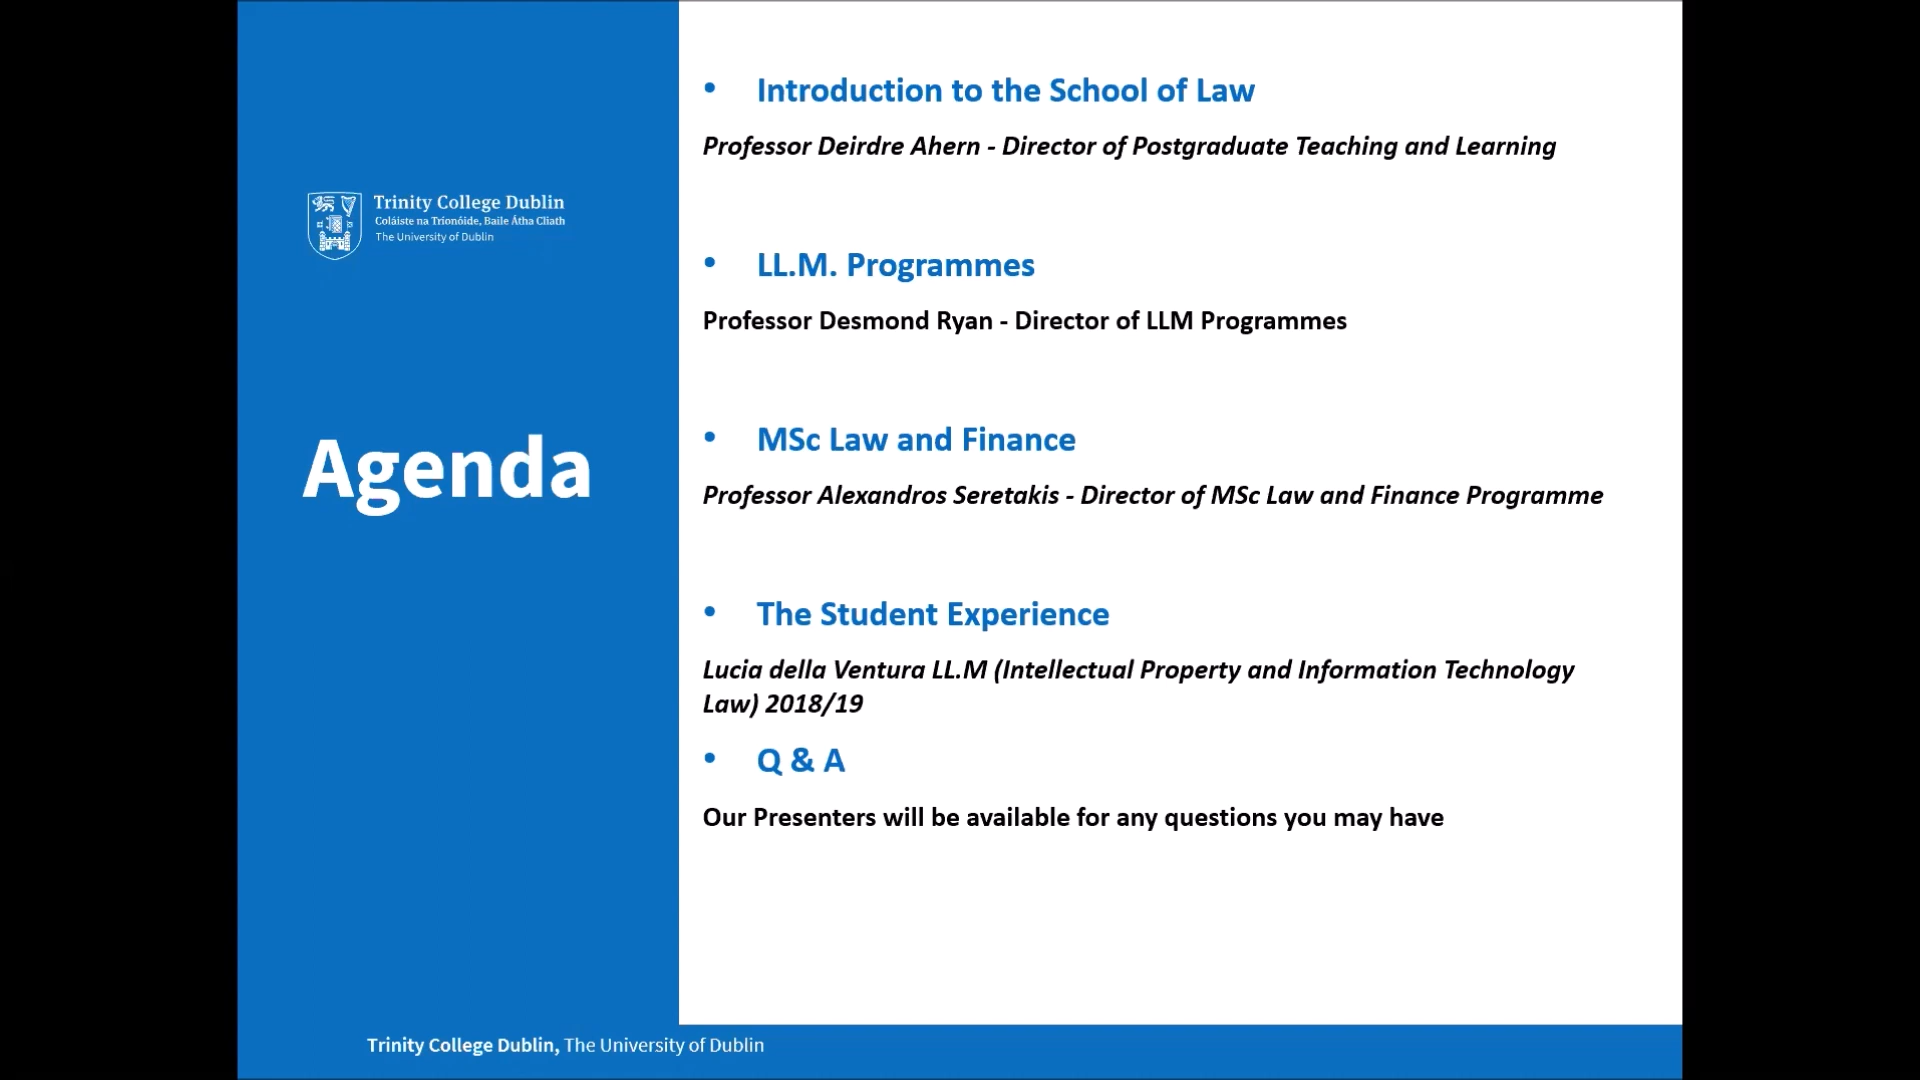 Trinity College Dublin
Coláiste na Tríonóide, Baile Átha Cliath
The University of Dublin
Agenda
• Introduction to the School of Law
Professor Deirdre Ahern - Director of Postgraduate Teaching and Learning
• LL.M. Programmes
Professor Desmond Ryan - Director of LLM Programmes
• MSc Law and Finance
Professor Alexandros Seretakis - Director of MSc Law and Finance Programme
• The Student Experience
Lucia della Ventura LL.M (Intellectual Property and Information Technology
Law) 2018/19
• Q & A
Our Presenters will be available for any questions you may have
Trinity College Dublin, The University of Dublin